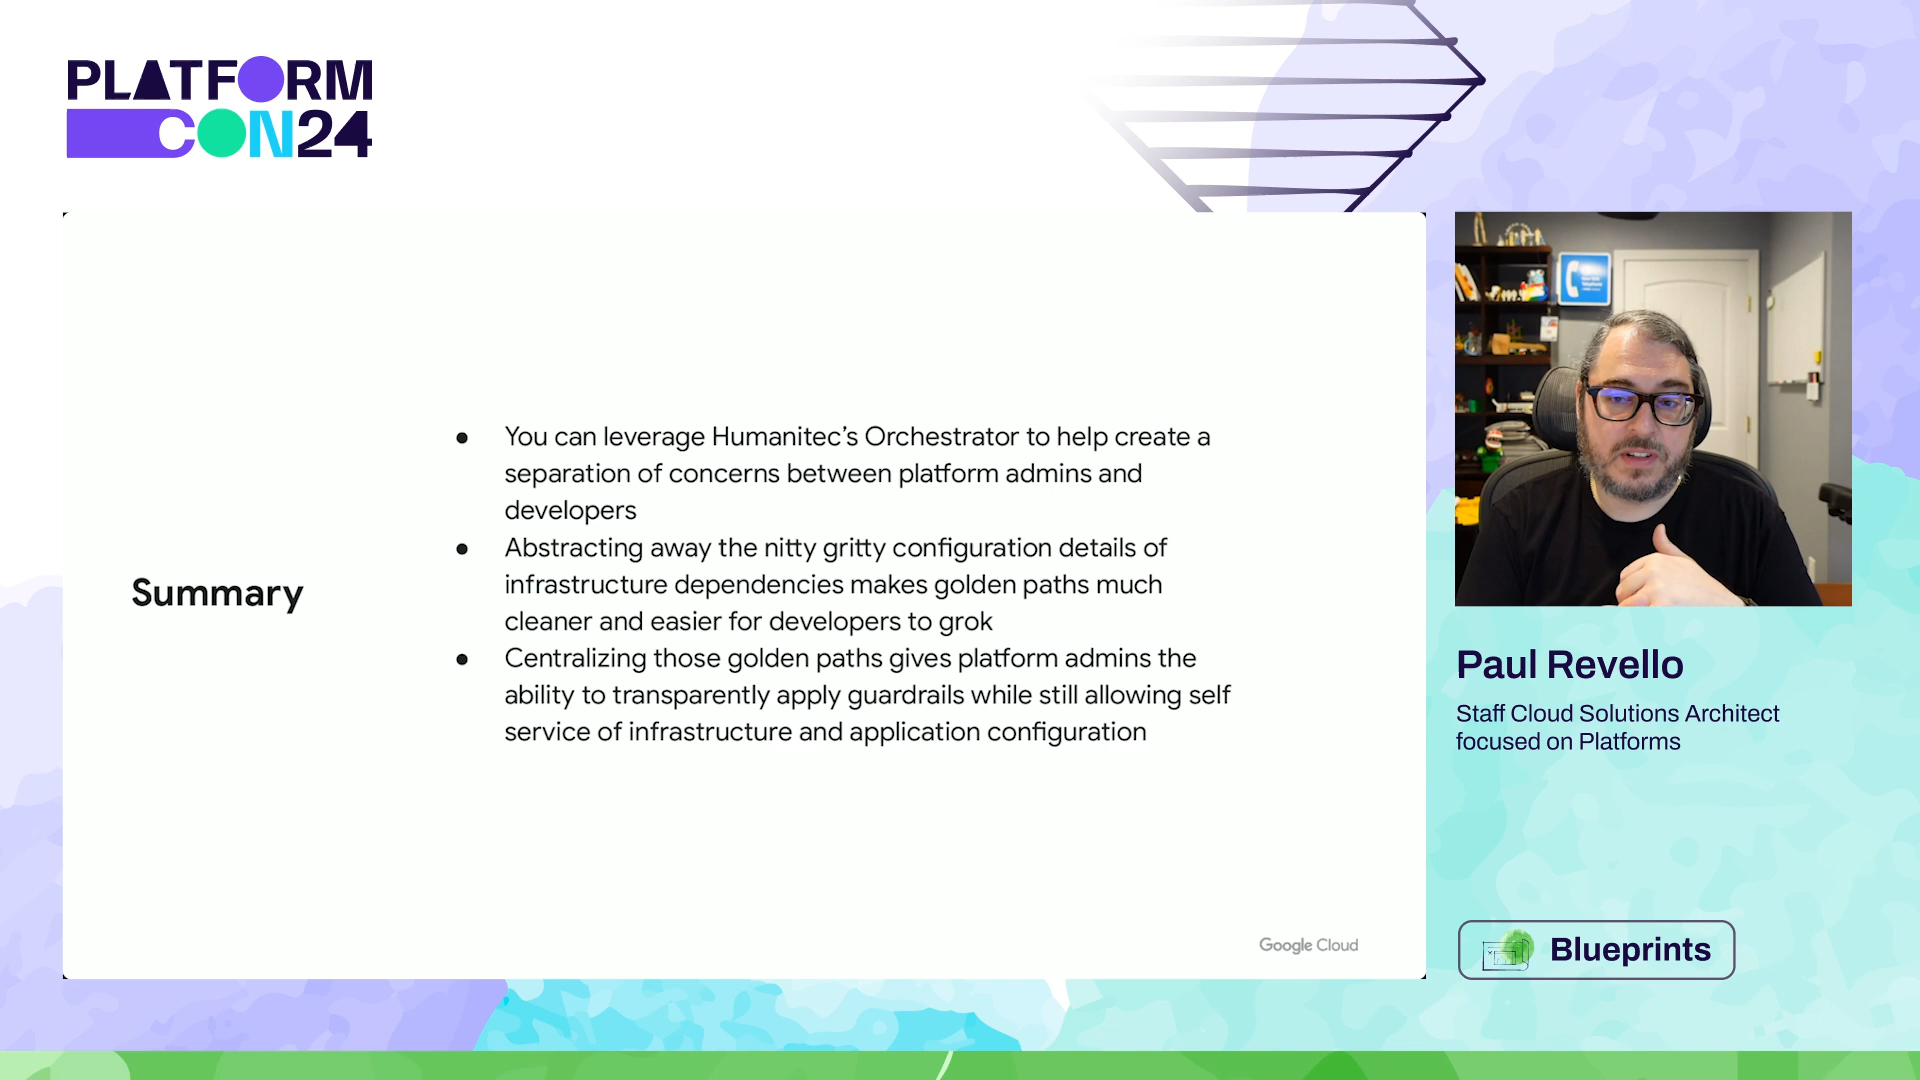 PLATFORM
CON24
Summary
● You can leverage Humanitec’s Orchestrator to help create a
separation of concerns between platform admins and
developers
● Abstracting away the nitty gritty configuration details of
infrastructure dependencies makes golden paths much
cleaner and easier for developers to grok
● Centralizing those golden paths gives platform admins the
ability to transparently apply guardrails while still allowing self
service of infrastructure and application configuration
Google Cloud
Paul Revello
Staff Cloud Solutions Architect
focused on Platforms
Blueprints